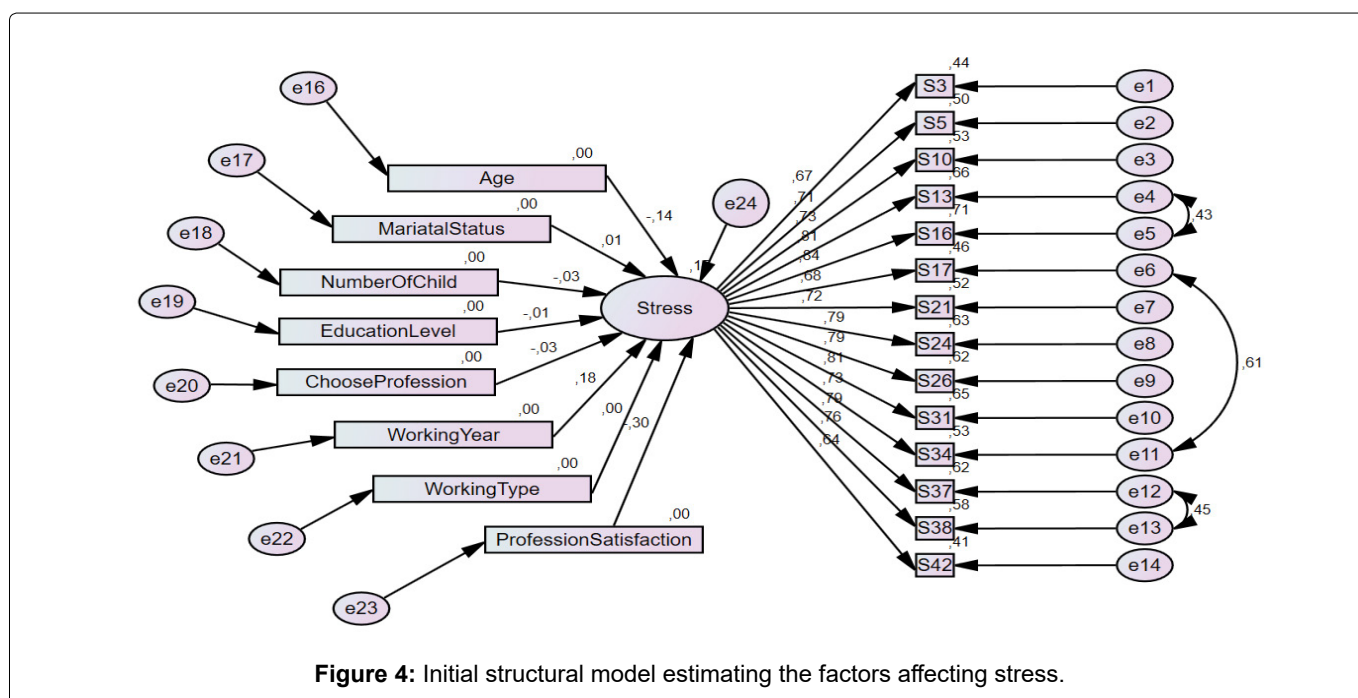 e16
,00
Age
-,14
e17
,00
MariatalStatus
,01
e18
,00
NumberOfChild
-,03
e19
,00
EducationLevel
-,01
e20
,00
ChooseProfession
-,03
e21
,00
WorkingYear
,18
e22
,00
WorkingType
,00
e23
,00
ProfessionSatisfaction
-,30
e24
Stress
,67
,71
,73
,81
,84
,68
,72
,79
,79
,81
,73
,79
,76
,64
,44
S3
e1
,50
S5
e2
,53
S10
e3
,66
S13
e4
,71
S16
e5
,43
,46
S17
e6
,52
S21
e7
,63
S24
e8
,62
S26
e9
,65
S31
e10
,53
S34
e11
,61
,62
S37
e12
,58
S38
e13
,45
,41
S42
e14
Figure 4: Initial structural model estimating the factors affecting stress.